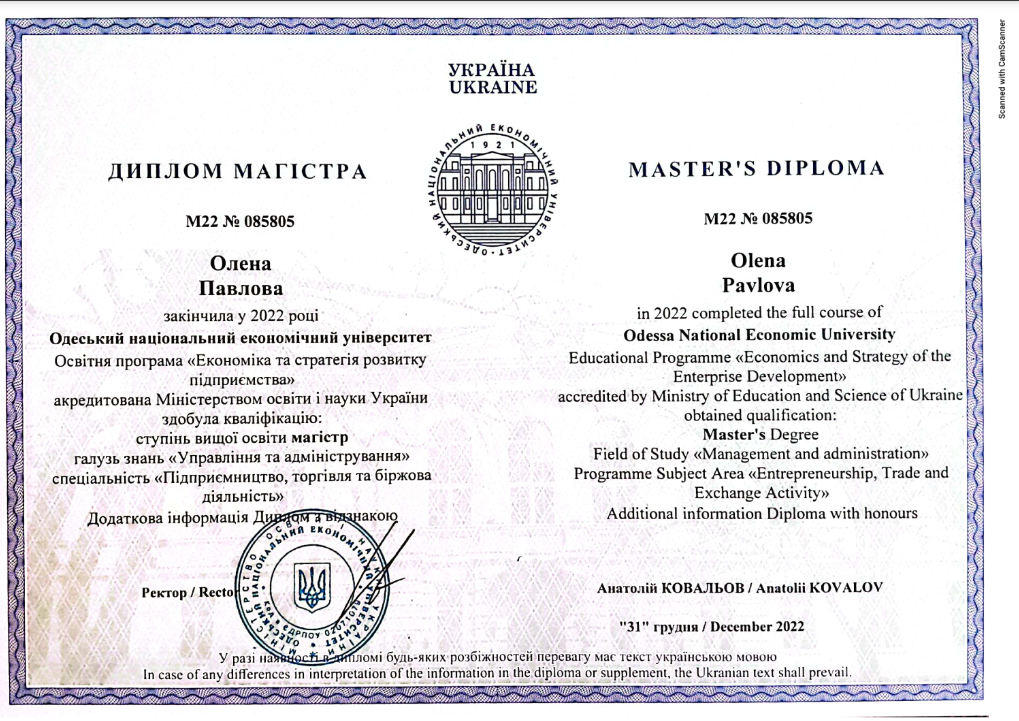 УКРАЇНА
UKRAINE
ОДЕСЬКИЙ НАЦІОНАЛЬНИЙ ЕКОНОМІЧНИЙ УНІВЕРСИТЕТ
1921
ДИПЛОМ МАГІСТРА
М22 № 085805
Олена
Павлова
закінчила у 2022 році
Одеський національний економічний університет
Освітня програма «Економіка та стратегія розвитку
підприємства»
акредитована Міністерством освіти і науки України
здобула кваліфікацію:
ступінь вищої освіти магістр
галузь знань «Управління та адміністрування»
спеціальність «Підприємництво, торгівля та біржова
діяльність»
Додаткова інформація Диплом з відзнакою
MASTER'S DIPLOMA
M22 № 085805
Olena
Pavlova
in 2022 completed the full course of
Odessa National Economic University
Educational Programme «Economics and Strategy of the
Enterprise Development»
accredited by Ministry of Education and Science of Ukraine
obtained qualification:
Master's Degree
Field of Study «Management and administration»
Programme Subject Area «Entrepreneurship, Trade and
Exchange Activity»
Additional information Diploma with honours
Ректор / Rector
МІНІСТЕРСТВО ОСВІТИ І НАУКИ УКРАЇНИ
ОДЕСЬКИЙ НАЦІОНАЛЬНИЙ ЕКОНОМІЧНИЙ УНІВЕРСИТЕТ
Анатолій КОВАЛЬОВ / Anatolii KOVALOV
"31" грудня / December 2022
У разі наявності в дипломі будь-яких розбіжностей перевагу має текст українською мовою
In case of any differences in interpretation of the information in the diploma or supplement, the Ukranian text shall prevail.
Scanned with CamScanner